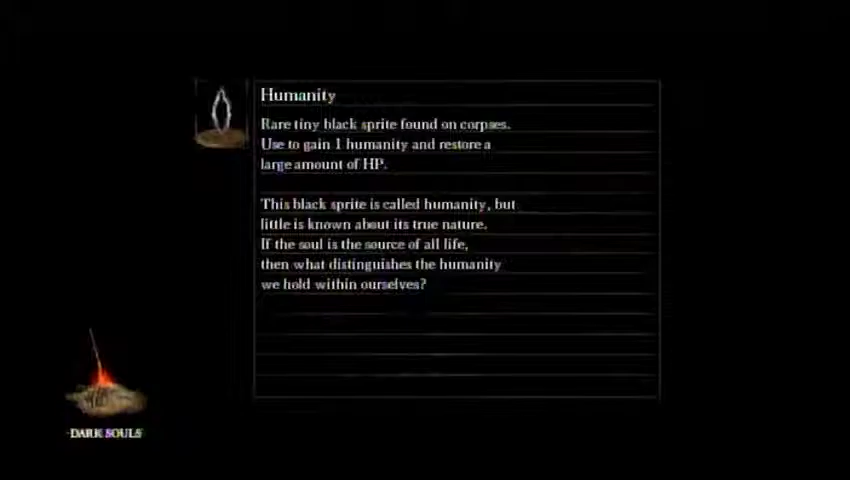 Humanity
Rare tiny black sprite found on corpses.
Use to gain 1 humanity and restore a
large amount of HP.
This black sprite is called humanity, but
little is known about its true nature.
If the soul is the source of all life,
then what distinguishes the humanity
we hold within ourselves?
DARK SOULS